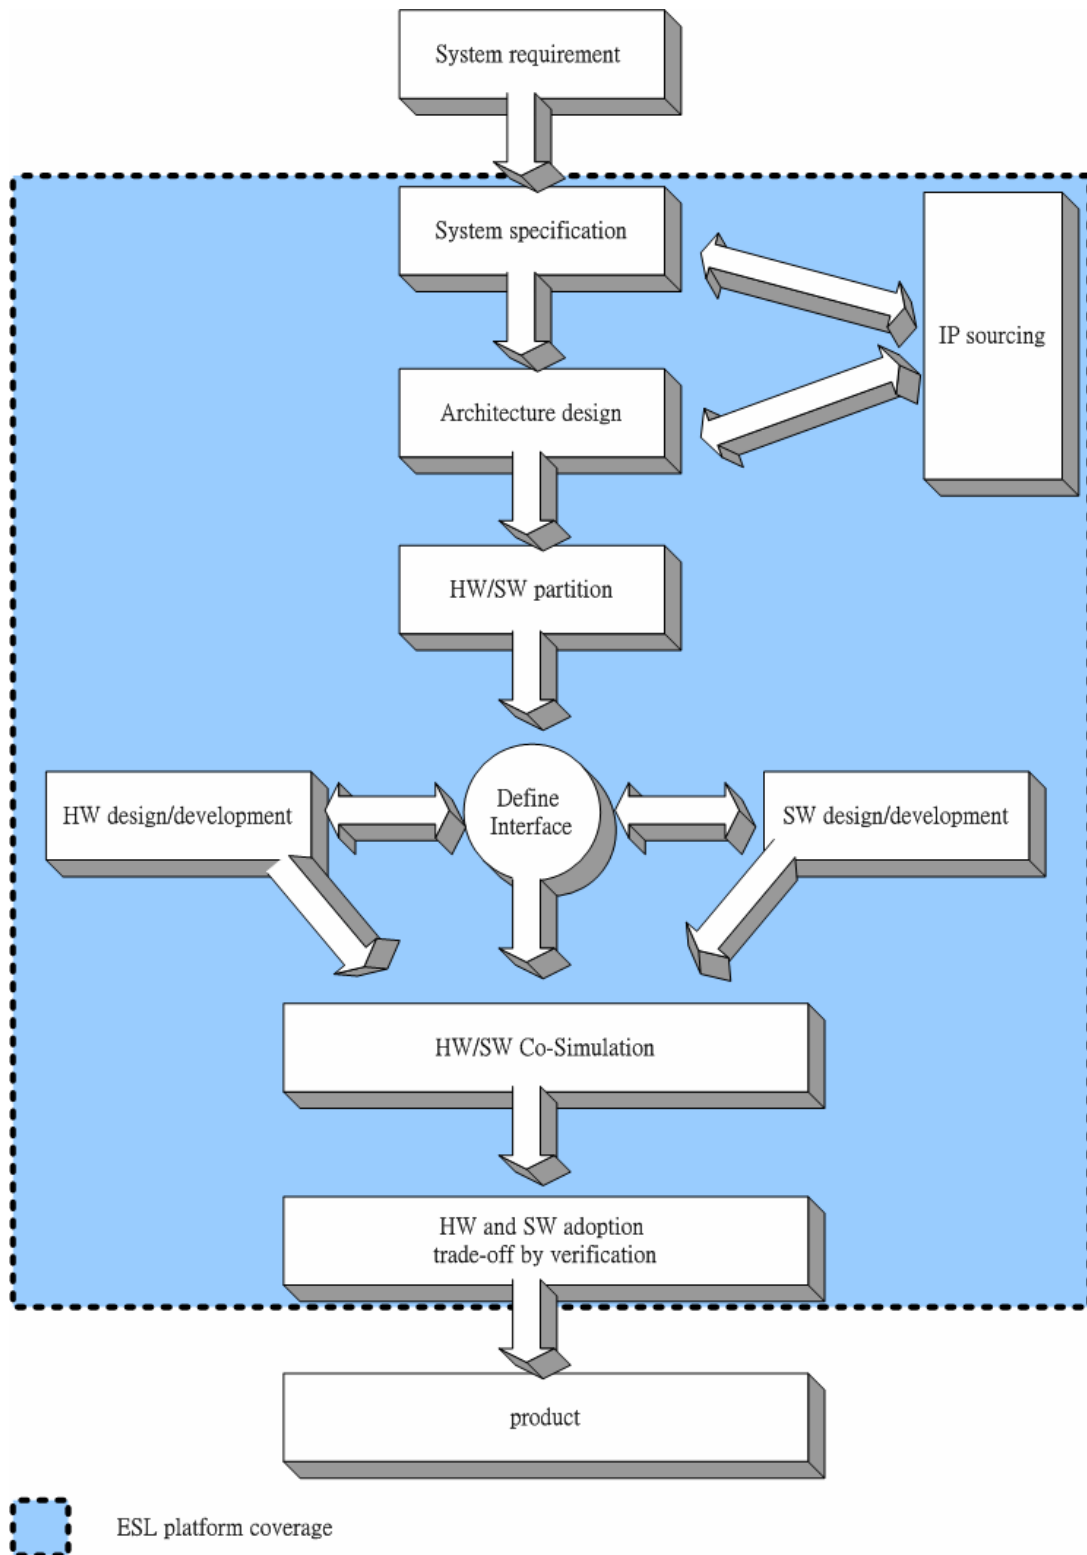 System requirement
System specification
IP sourcing
Architecture design
HW/SW partition
HW design/development
Define
Interface
SW design/development
HW/SW Co-Simulation
HW and SW adoption
trade-off by verification
product
ESL platform coverage